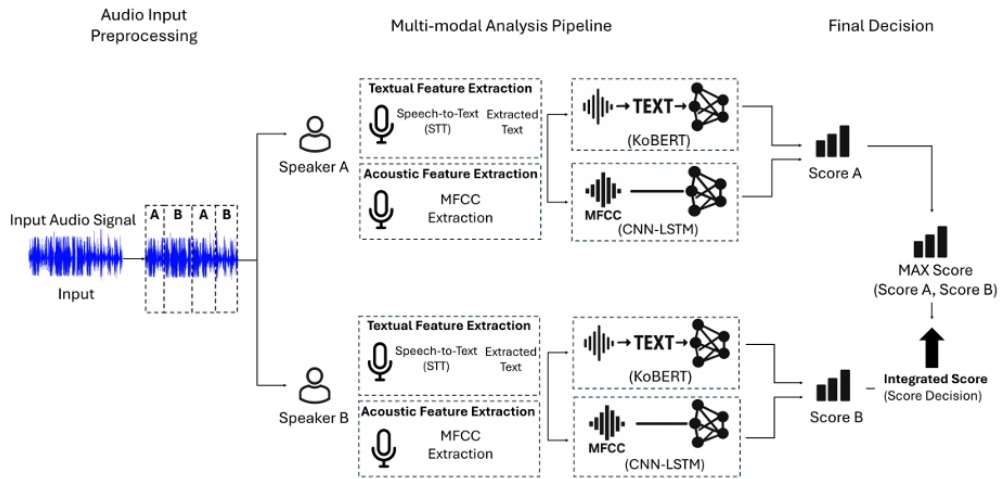 Audio Input
Preprocessing
Multi-modal Analysis Pipeline
Final Decision
Input Audio Signal
Input
A B A B
Speaker A
Textual Feature Extraction
Speech-to-Text
(STT)
Extracted
Text
Acoustic Feature Extraction
MFCC
Extraction
TEXT
(KoBERT)
MFCC
(CNN-LSTM)
Score A
Speaker B
Textual Feature Extraction
Speech-to-Text
(STT)
Extracted
Text
Acoustic Feature Extraction
MFCC
Extraction
TEXT
(KoBERT)
MFCC
(CNN-LSTM)
Score B
MAX Score
(Score A, Score B)
Integrated Score
(Score Decision)